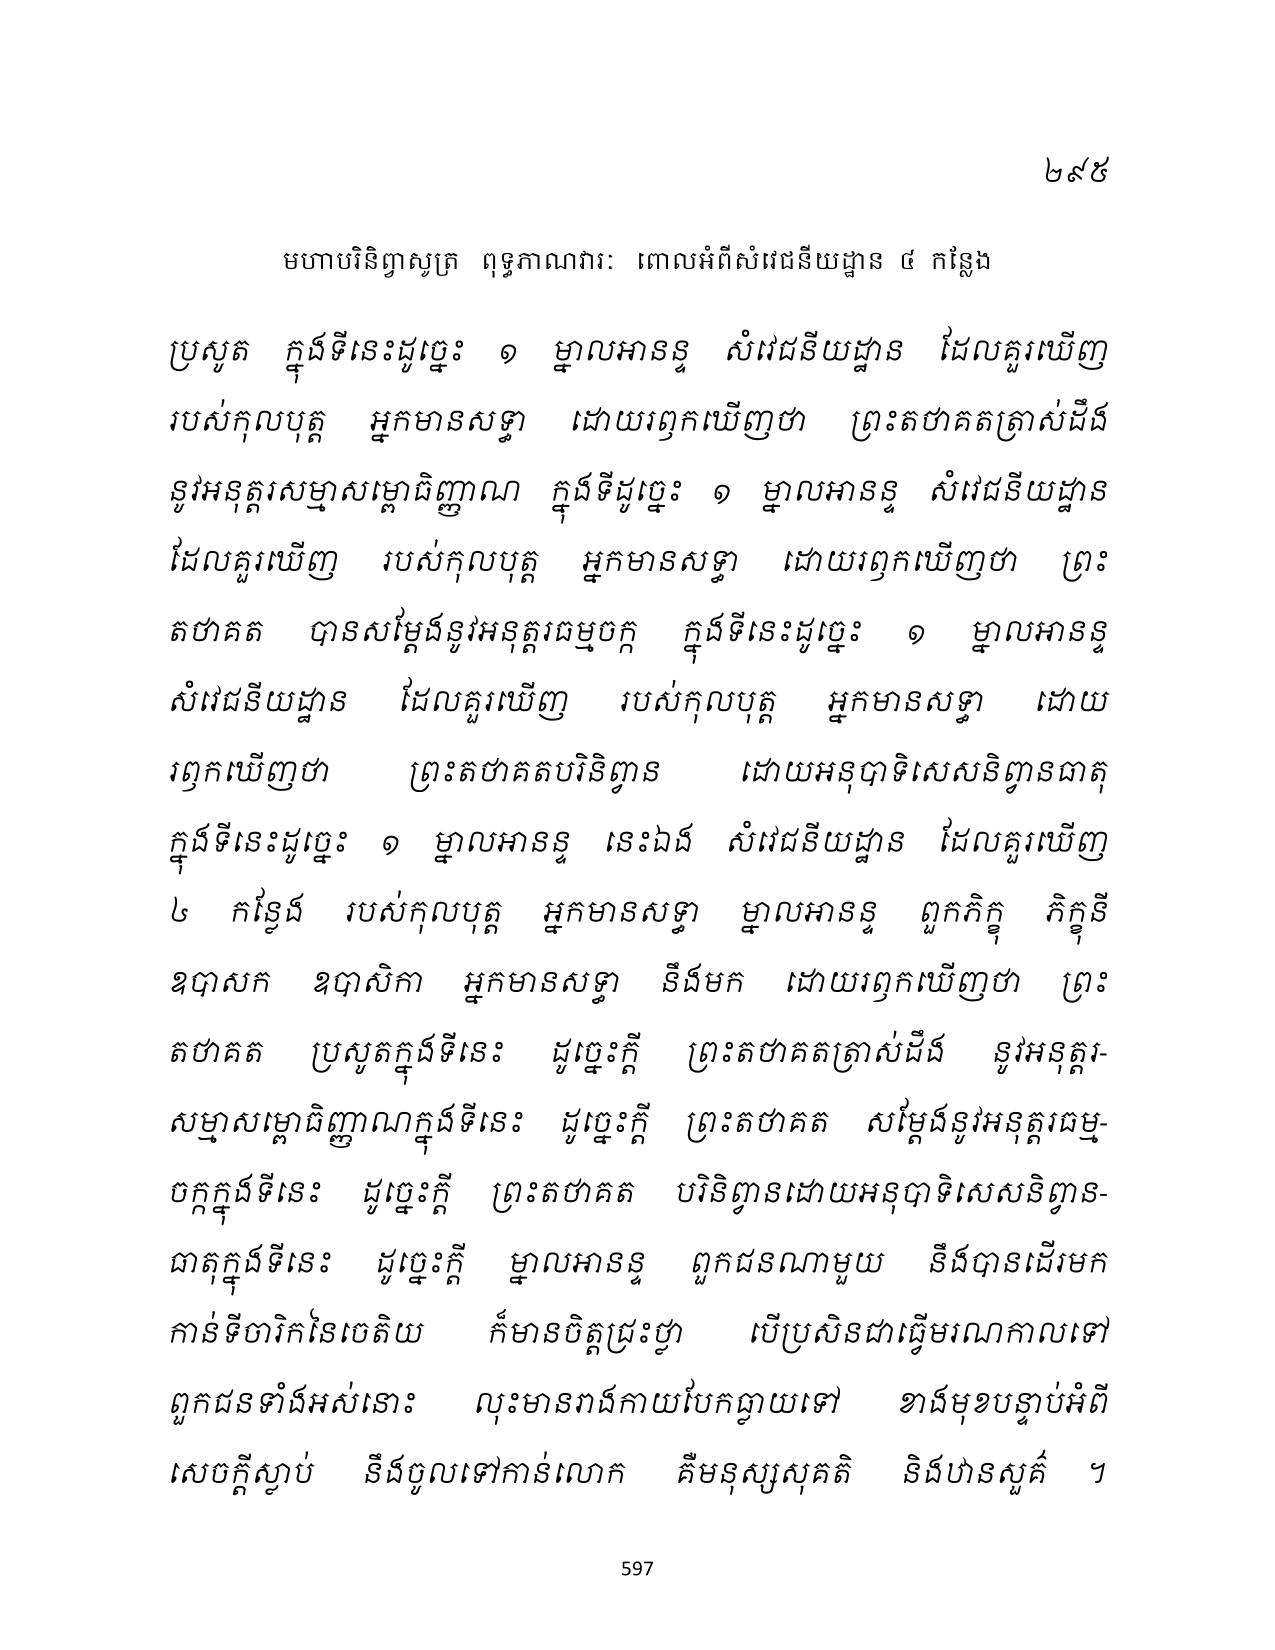 ២៩៥
មហាបរិនិព្វាសូត្រ ពុទ្ធភាណវារៈ ពោលអំពីសំវេជនីយដ្ឋាន ៤ កន្លែង
ប្រសូត ក្នុងទីនេះដូច្នេះ ១ ម្នាលអានន្ទ សំវេជនីយដ្ឋាន ដែលគួរឃើញ
របស់កុលបុត្ត អ្នកមានសទ្ធា ដោយរឭកឃើញថា ព្រះតថាគតត្រាស់ដឹង
នូវអនុត្តរសម្មាសម្ពោធិញ្ញាណ ក្នុងទីដូច្នេះ ១ ម្នាលអានន្ទ សំវេជនីយដ្ឋាន
ដែលគួរឃើញ របស់កុលបុត្ត អ្នកមានសទ្ធា ដោយរឭកឃើញថា ព្រះ
តថាគត បានសម្តែងនូវអនុត្តរធម្មចក្ក ក្នុងទីនេះដូច្នេះ ១ ម្នាលអានន្ទ
សំវេជនីយដ្ឋាន ដែលគួរឃើញ របស់កុលបុត្ត អ្នកមានសទ្ធា ដោយ
រឭកឃើញថា ព្រះតថាគតបរិនិព្វាន ដោយអនុបាទិសេសនិព្វានធាតុ
ក្នុងទីនេះដូច្នេះ ១ ម្នាលអានន្ទ នេះឯង សំវេជនីយដ្ឋាន ដែលគួរឃើញ
៤ កន្លែង របស់កុលបុត្ត អ្នកមានសទ្ធា ម្នាលអានន្ទ ពួកភិក្ខុ ភិក្ខុនី
ឧបាសក ឧបាសិកា អ្នកមានសទ្ធា នឹងមក ដោយរឭកឃើញថា ព្រះ
តថាគត ប្រសូតក្នុងទីនេះ ដូច្នេះក្តី ព្រះតថាគតត្រាស់ដឹង នូវអនុត្តរ-
សម្មាសម្ពោធិញ្ញាណក្នុងទីនេះ ដូច្នេះក្តី ព្រះតថាគត សម្តែងនូវអនុត្តរធម្ម-
ចក្កក្នុងទីនេះ ដូច្នេះក្តី ព្រះតថាគត បរិនិព្វានដោយអនុបាទិសេសនិព្វាន-
ធាតុក្នុងទីនេះ ដូច្នេះក្តី ម្នាលអានន្ទ ពួកជនណាមួយ នឹងបានដើរមក
កាន់ទីចារិកនៃចេតិយ ក៏មានចិត្តជ្រះថ្លា បើប្រសិនជាធ្វើមរណកាលទៅ
ពួកជនទាំងអស់នោះ លុះមានរាងកាយបែកធ្លាយទៅ ខាងមុខបន្ទាប់អំពី
សេចក្តីស្លាប់ នឹងចូលទៅកាន់លោក គឺមនុស្សសុគតិ និងឋានសួគ៌ ។
597